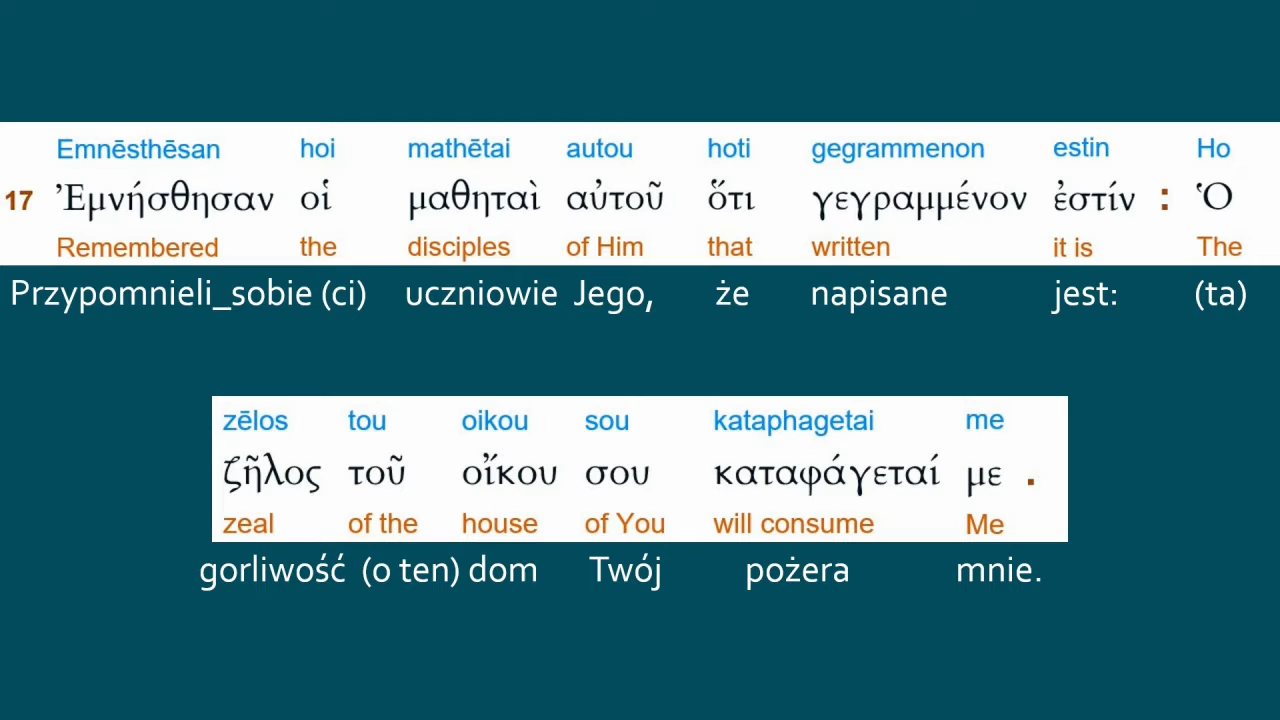 Emnēsthēsan hoi mathētai autou hoti gegrammenon estin Ho
17 Ἐμνήσθησαν οἱ μαθηταὶ αὐτοῦ ὅτι γεγραμμένον ἐστίν : Ὁ
Remembered the disciples of Him that written it is The
Przypomnieli_sobie (ci) uczniowie Jego, że napisane jest: (ta)
zēlos tou oikou sou kataphagetai me
ζῆλος τοῦ οἴκου σου καταφάγεταί με .
zeal of the house of You will consume Me
gorliwość (o ten) dom Twój pożera mnie.